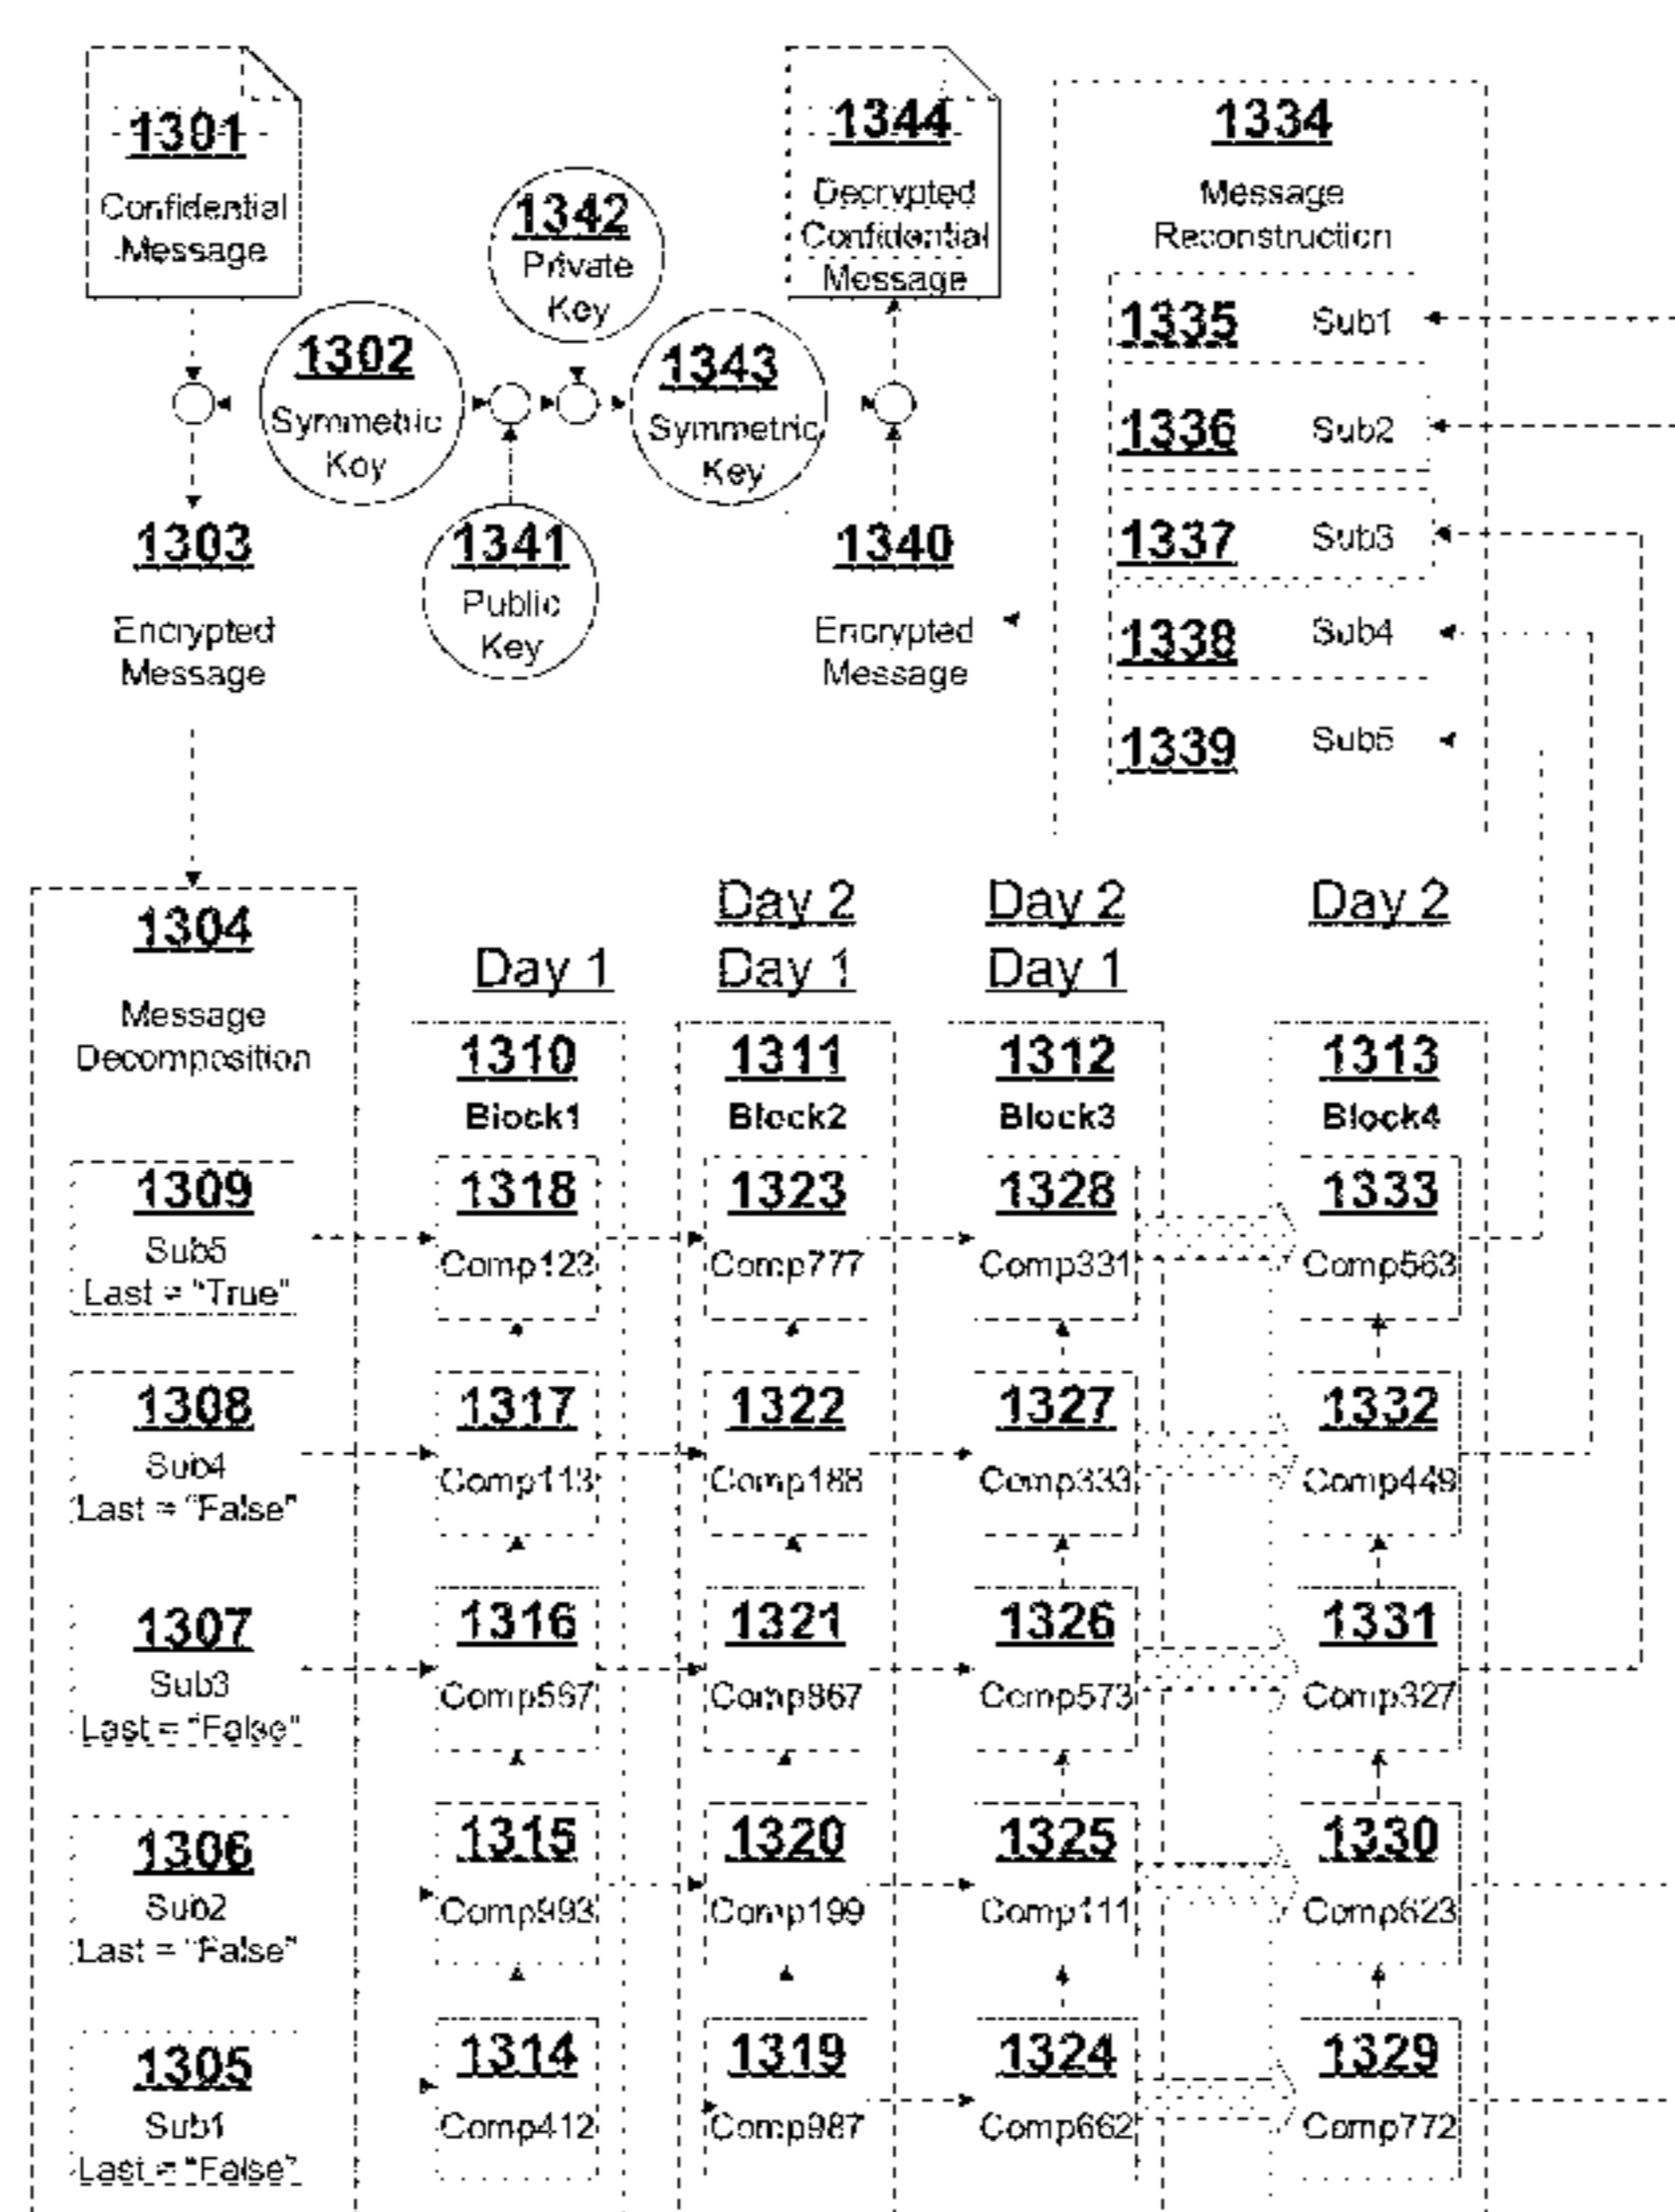 1301
Confidential
Message
1342
Private
Key
1302
Symmetric
Key
1343
Symmetric
Key
1341
Public
Key
1303
Encrypted
Message
1344
Decrypted
Confidential
Message
1340
Encrypted
Message
1334
Message
Reconstruction
1335 Sub1
1336 Sub2
1337 Sub3
1338 Sub4
1339 Sub5
1304
Message
Decomposition
Day 1
Day 2
Day 1
Day 2
Day 1
Day 2
1310
Block1
1311
Block2
1312
Block3
1313
Block4
1309
Sub5
Last = "True"
1318
Comp123
1323
Comp777
1328
Comp331
1333
Comp563
1308
Sub4
Last = "False"
1317
Comp113
1322
Comp188
1327
Comp333
1332
Comp449
1307
Sub3
Last = "False"
1316
Comp567
1321
Comp867
1326
Comp573
1331
Comp327
1306
Sub2
Last = "False"
1315
Comp993
1320
Comp199
1325
Comp111
1330
Comp623
1305
Sub1
Last = "False"
1314
Comp412
1319
Comp987
1324
Comp662
1329
Comp772